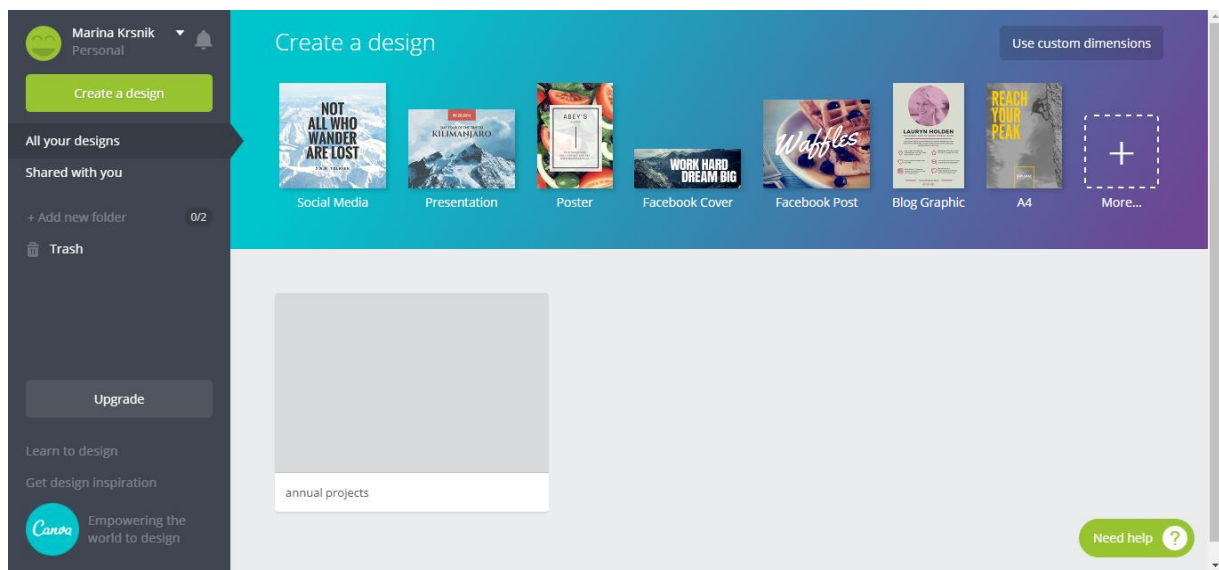 Marina Krsnik
Personal
Create a design
All your designs
Shared with you
+ Add new folder 0/2
Trash
Upgrade
Learn to design
Get design inspiration
Canva
Empowering the
world to design
Create a design
Use custom dimensions
NOT
ALL WHO
WANDER
ARE LOST
Social Media
KILIMANJARO
Presentation
ABEY'S
Poster
WORK HARD
DREAM BIG
Facebook Cover
Waffles
Facebook Post
LAURYN HOLDEN
Blog Graphic
REACH
YOUR
PEAK
A4
+
More...
annual projects
Need help ?